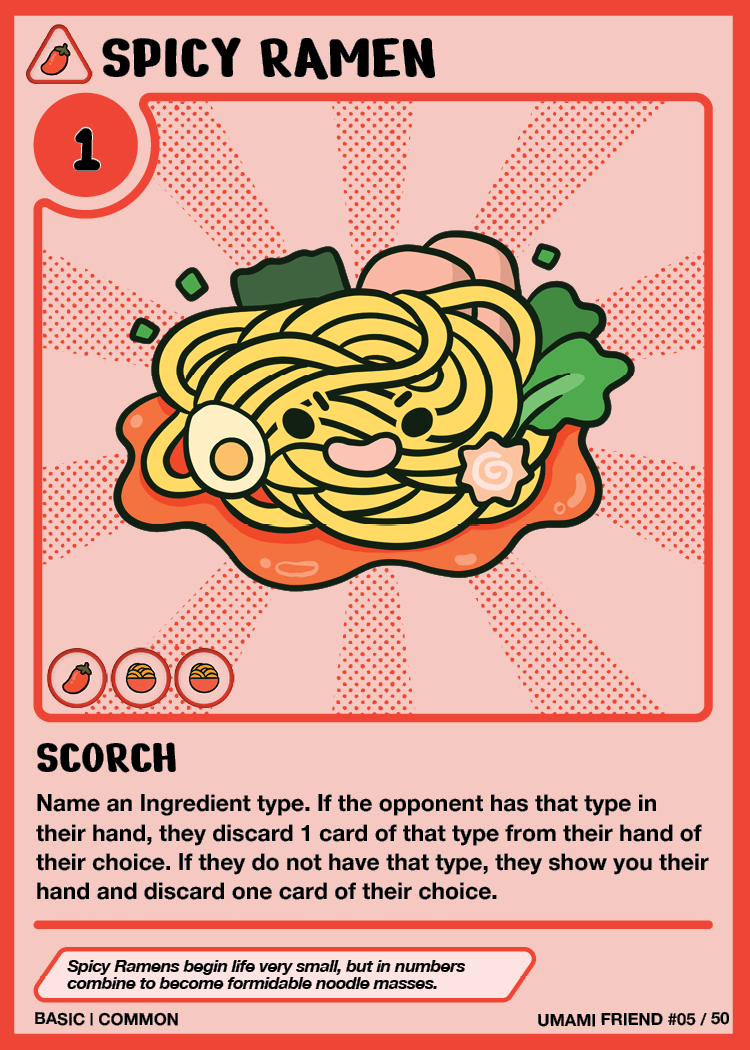 SPICY RAMEN
1
SCORCH
Name an Ingredient type. If the opponent has that type in
their hand, they discard 1 card of that type from their hand of
their choice. If they do not have that type, they show you their
hand and discard one card of their choice.
Spicy Ramens begin life very small, but in numbers
combine to become formidable noodle masses.
BASIC | COMMON
UMAMI FRIEND #05 / 50